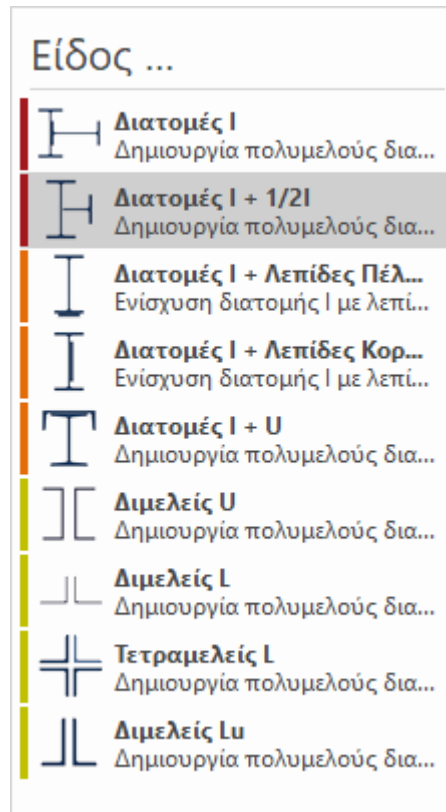 Είδος ...
Διατομές I
Δημιουργία πολυμελούς δια...
Διατομές I + 1/2I
Δημιουργία πολυμελούς δια...
Διατομές I + Λεπίδες Πέλ...
Ενίσχυση διατομής I με λεπί...
Διατομές I + Λεπίδες Κορ...
Ενίσχυση διατομής I με λεπί...
Διατομές I + U
Δημιουργία πολυμελούς δια...
Διμελείς U
Δημιουργία πολυμελούς δια...
Διμελείς L
Δημιουργία πολυμελούς δια...
Τετραμελείς L
Δημιουργία πολυμελούς δια...
Διμελείς Lu
Δημιουργία πολυμελούς δια...